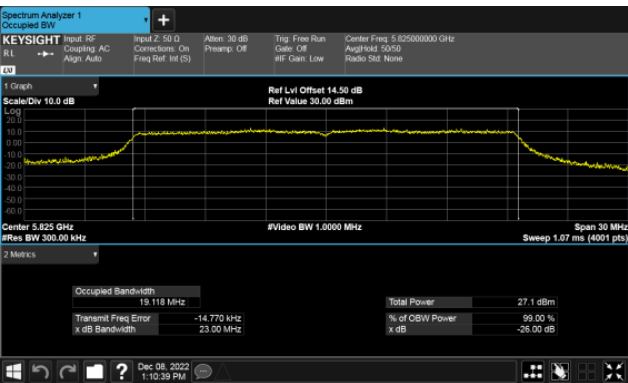 Spectrum Analyzer 1
Occupied BW
KEYSIGHT Input: RF Input Z: 50 Ω Atten: 30 dB Trig: Free Run Center Freq: 5.825000000 GHz
RL Coupling: AC Corrections: On Preamp: Off Gate: Off Avg|Hold: 50/50
Align: Auto Freq Ref: Int (S) #IF Gain: Low Radio Std: None
LXI
1 Graph Ref Lvl Offset 14.50 dB
Scale/Div 10.0 dB Ref Value 30.00 dBm
Log
20.0
10.0
0.00
-10.0
-20.0
-30.0
-40.0
-50.0
-60.0
Center 5.825 GHz #Video BW 1.0000 MHz Span 30 MHz
#Res BW 300.00 kHz Sweep 1.07 ms (4001 pts)
2 Metrics
Occupied Bandwidth
19.118 MHz Total Power 27.1 dBm
Transmit Freq Error -14.770 kHz % of OBW Power 99.00 %
x dB Bandwidth 23.00 MHz x dB -26.00 dB
? Dec 08, 2022
1:10:39 PM